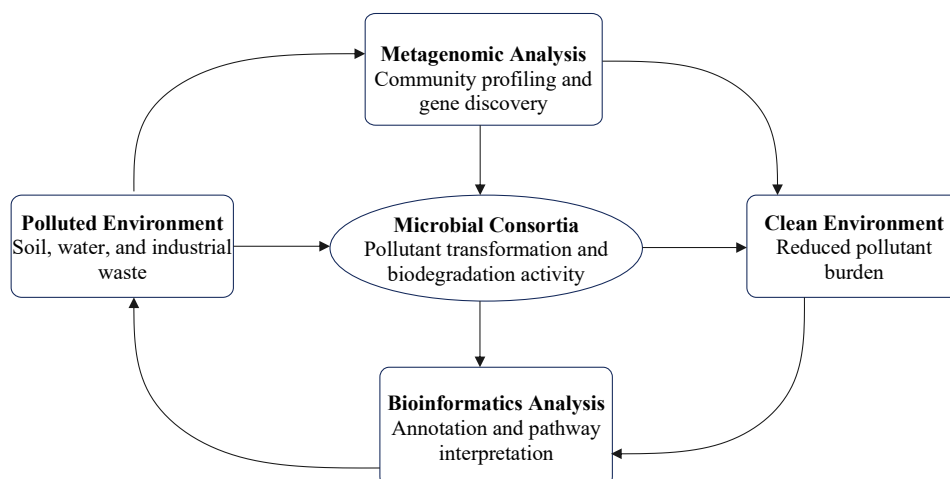 Metagenomic Analysis
Community profiling and
gene discovery
Polluted Environment
Soil, water, and industrial
waste
Microbial Consortia
Pollutant transformation and
biodegradation activity
Clean Environment
Reduced pollutant
burden
Bioinformatics Analysis
Annotation and pathway
interpretation